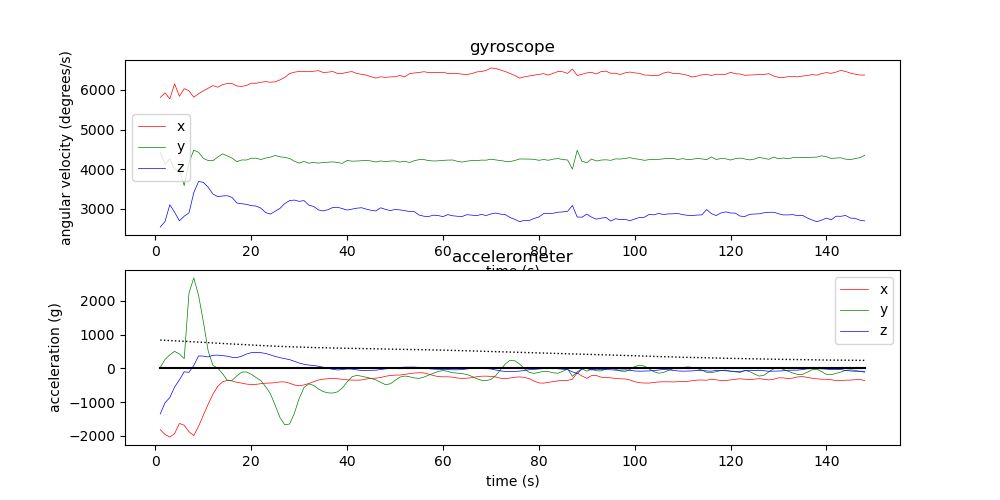 gyroscope
angular velocity (degrees/s)
6000
5000
4000
3000
x
y
z
0 20 40 60 80 100 120 140
time (s)
accelerometer
acceleration (g)
2000
1000
0
−1000
−2000
x
y
z
0 20 40 60 80 100 120 140
time (s)